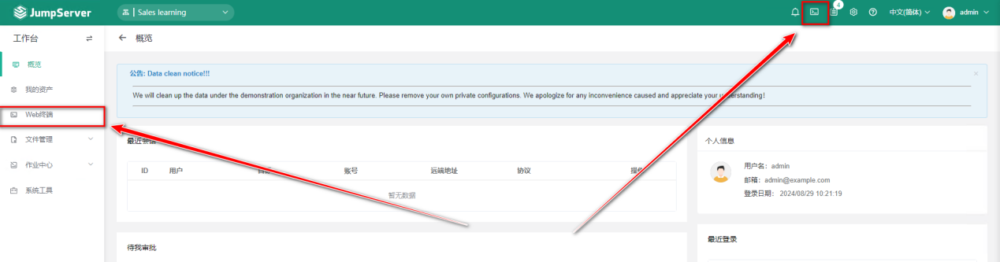 JumpServer
Sales learning
4
中文(简体)
admin
工作台
概览
概览
我的资产
Web终端
文件管理
作业中心
系统工具
公告: Data clean notice!!!
We will clean up the data under the demonstration organization in the near future. Please remove your own private configurations. We apologize for any inconvenience caused and appreciate your understanding!
最近会话
ID 用户 目标 账号 远端地址 协议 操作
暂无数据
待我审批
个人信息
用户名: admin
邮箱: admin@example.com
登录日期: 2024/08/29 10:21:19
最近登录